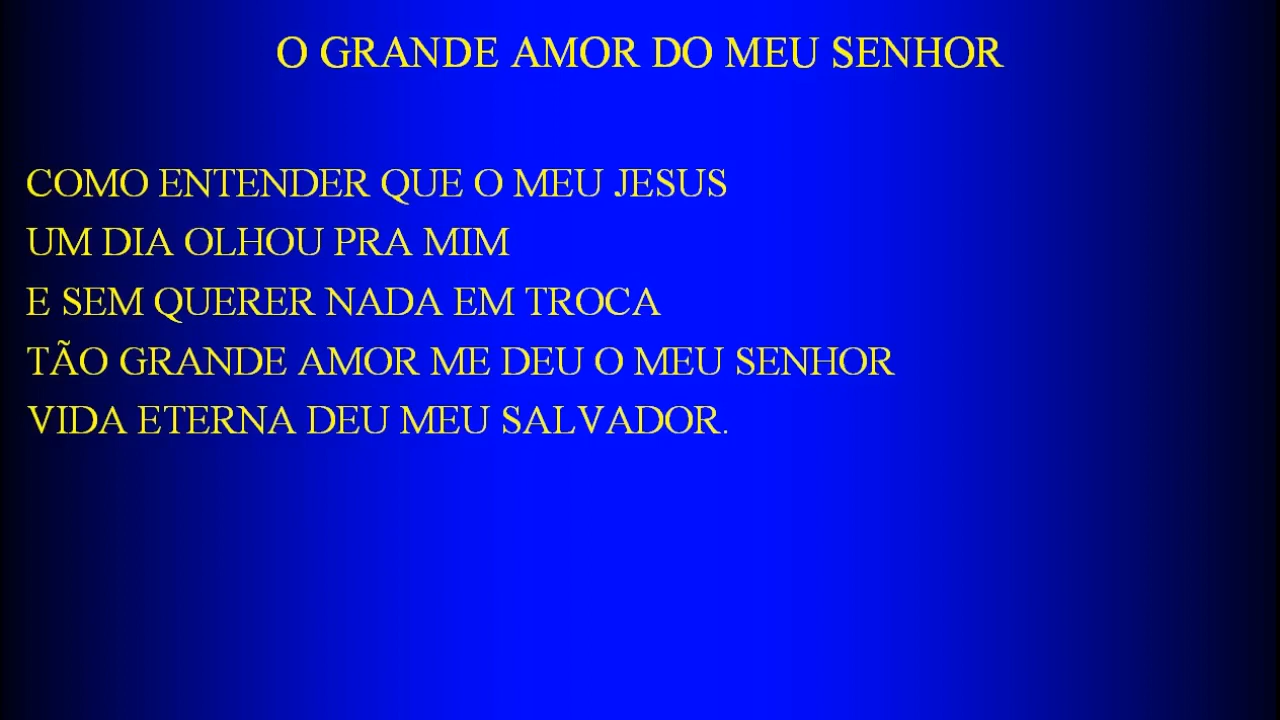 O GRANDE AMOR DO MEU SENHOR
COMO ENTENDER QUE O MEU JESUS
UM DIA OLHOU PRA MIM
E SEM QUERER NADA EM TROCA
TÃO GRANDE AMOR ME DEU O MEU SENHOR
VIDA ETERNA DEU MEU SALVADOR.